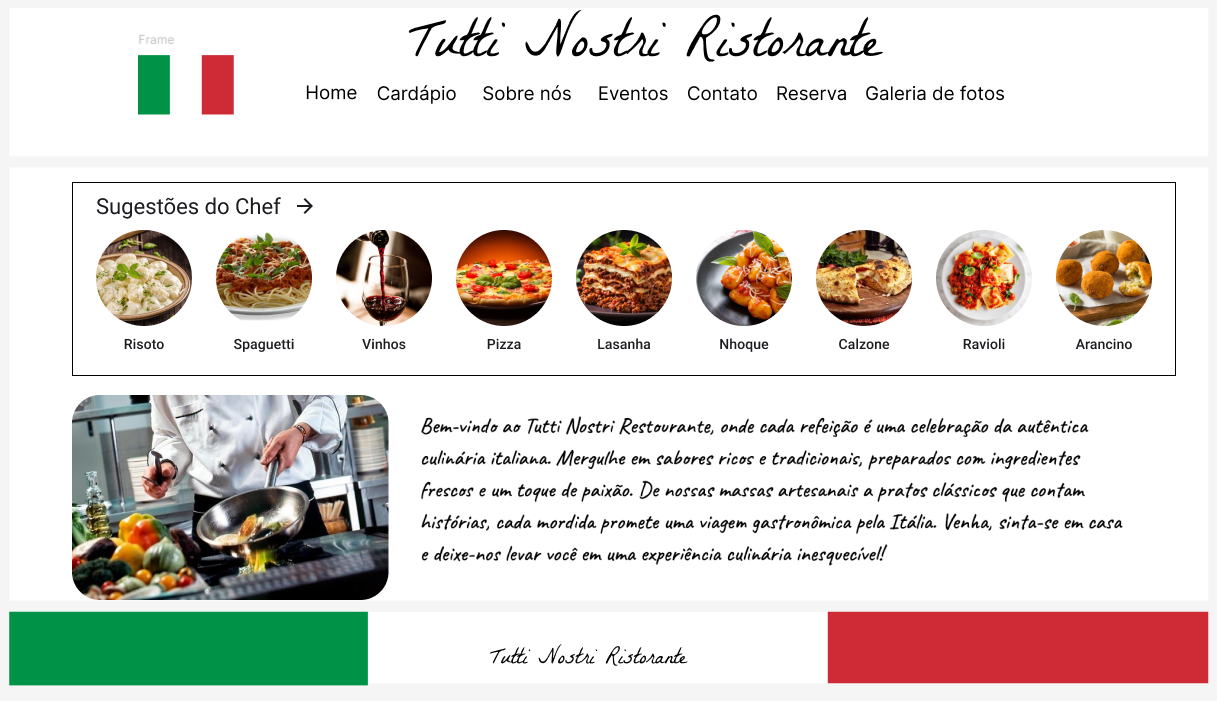 Tutti Nostri Ristorante
Frame
Home Cardápio Sobre nós Eventos Contato Reserva Galeria de fotos
Sugestões do Chef →
Risoto Spaguetti Vinhos Pizza Lasanha Nhoque Calzone Ravioli Arancino
Bem-vindo ao Tutti Nostri Restourante, onde cada refeição é uma celebração da autêntica
culinária italiana. Mergulhe em sabores ricos e tradicionais, preparados com ingredientes
frescos e um toque de paixão. De nossas massas artesanais a pratos clássicos que contam
histórias, cada mordida promete uma viagem gastronômica pela Itália. Venha, sinta-se em casa
e deixe-nos levar você em uma experiência culinária inesquecível!
Tutti Nostri Ristorante